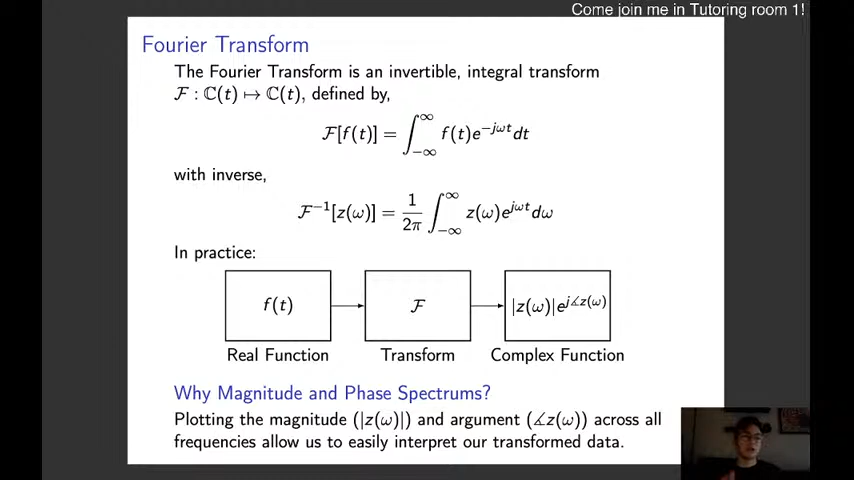 Come join me in Tutoring room 1!
Fourier Transform
The Fourier Transform is an invertible, integral transform
ℱ : ℂ(t) ↦ ℂ(t), defined by,
ℱ[f(t)] = ∫_{-∞}^{∞} f(t)e^{-jωt}dt
with inverse,
ℱ^{-1}[z(ω)] = \frac{1}{2π} ∫_{-∞}^{∞} z(ω)e^{jωt}dω
In practice:
f(t) ℱ |z(ω)|e^{j∡z(ω)}
Real Function Transform Complex Function
Why Magnitude and Phase Spectrums?
Plotting the magnitude (|z(ω)|) and argument (∡z(ω)) across all
frequencies allow us to easily interpret our transformed data.